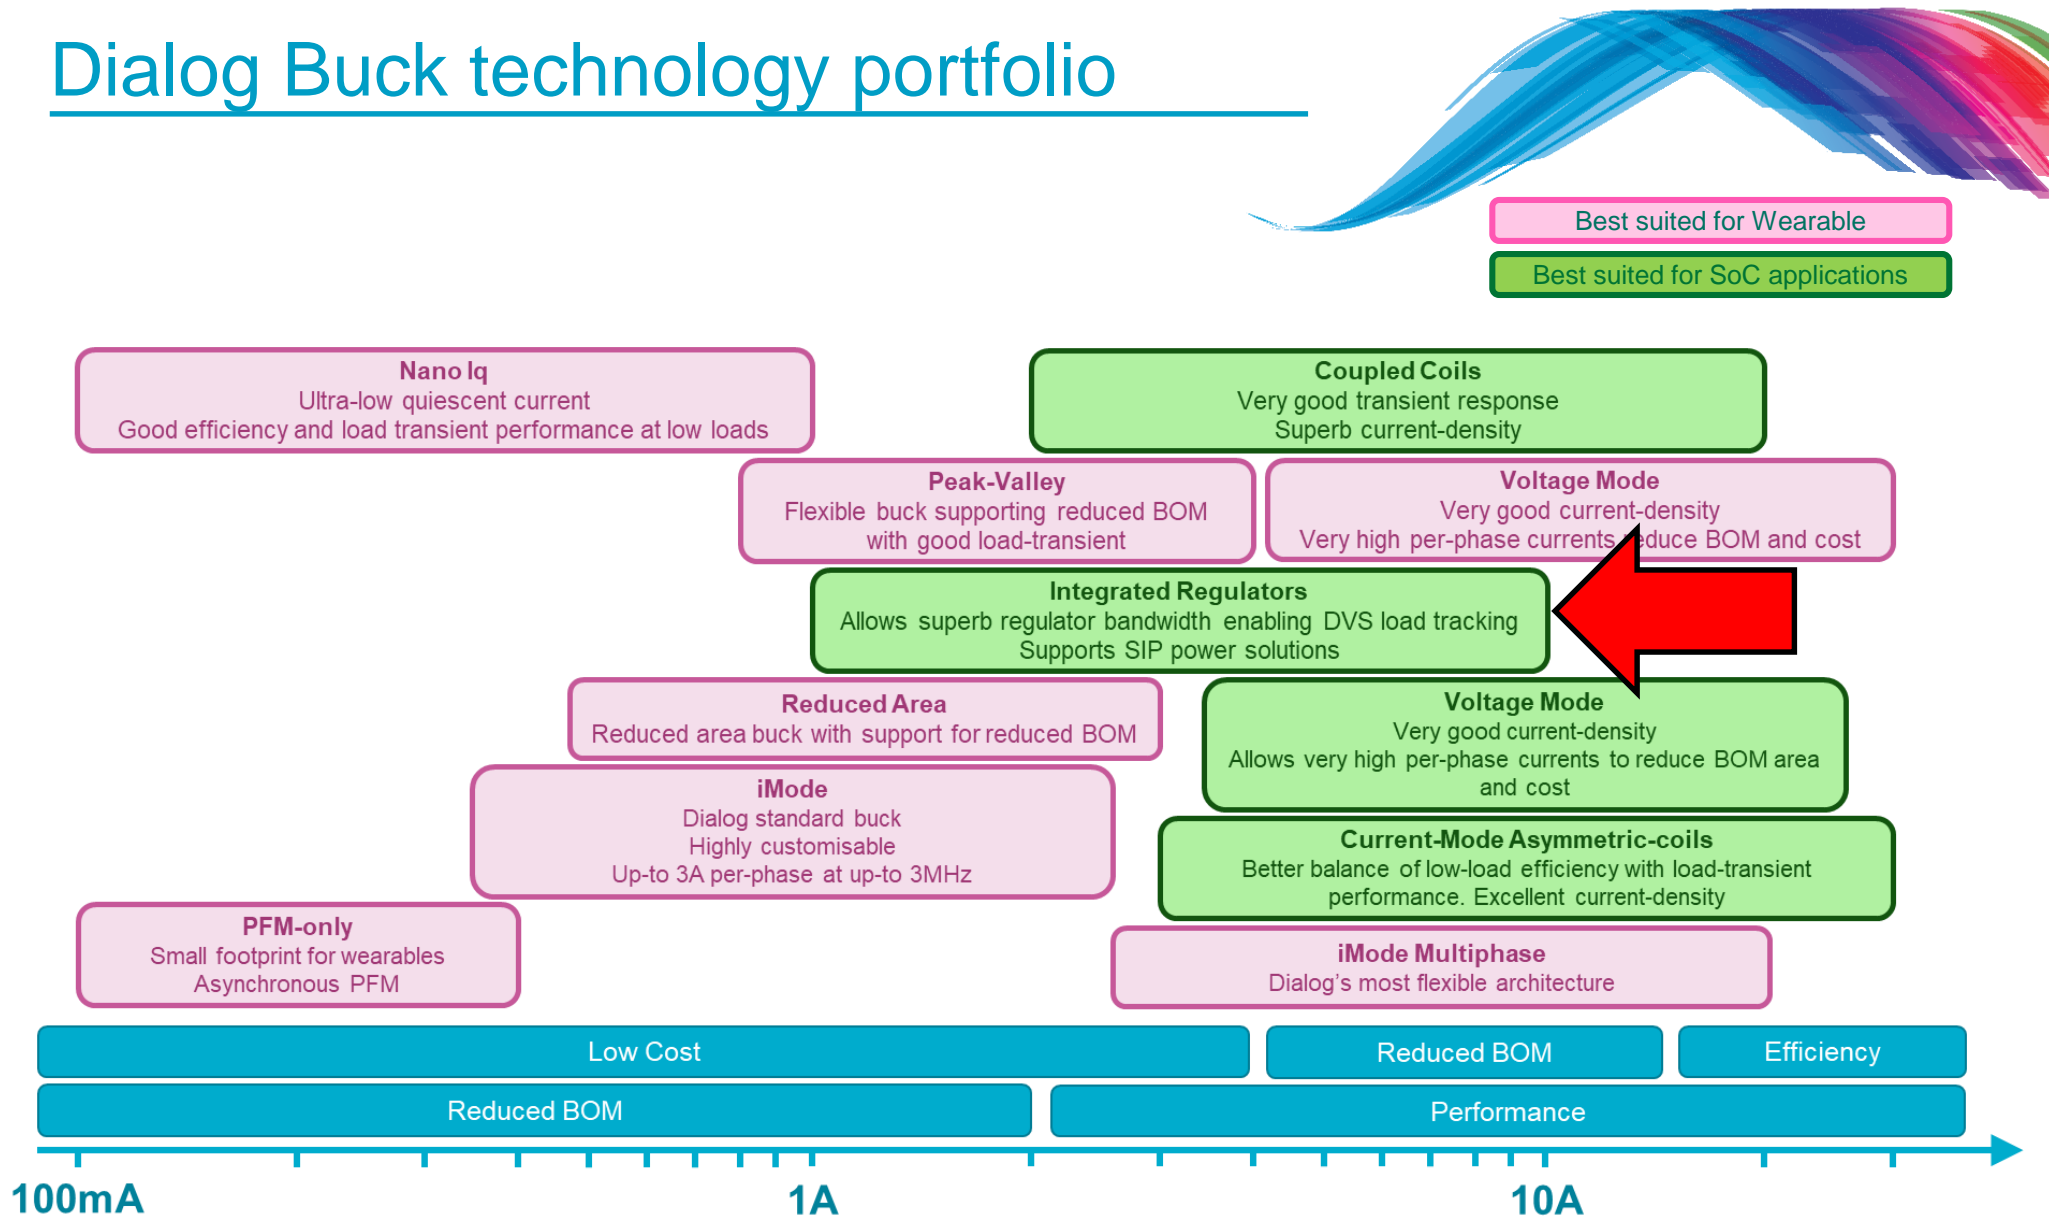 Dialog Buck technology portfolio
Best suited for Wearable
Best suited for SoC applications
Nano Iq
Ultra-low quiescent current
Good efficiency and load transient performance at low loads
Coupled Coils
Very good transient response
Superb current-density
Peak-Valley
Flexible buck supporting reduced BOM
with good load-transient
Voltage Mode
Very good current-density
Very high per-phase currents reduce BOM and cost
Integrated Regulators
Allows superb regulator bandwidth enabling DVS load tracking
Supports SIP power solutions
Reduced Area
Reduced area buck with support for reduced BOM
Voltage Mode
Very good current-density
Allows very high per-phase currents to reduce BOM area
and cost
iMode
Dialog standard buck
Highly customisable
Up-to 3A per-phase at up-to 3MHz
Current-Mode Asymmetric-coils
Better balance of low-load efficiency with load-transient
performance. Excellent current-density
PFM-only
Small footprint for wearables
Asynchronous PFM
iMode Multiphase
Dialog's most flexible architecture
Low Cost
Reduced BOM
Efficiency
Reduced BOM
Performance
100mA
1A
10A